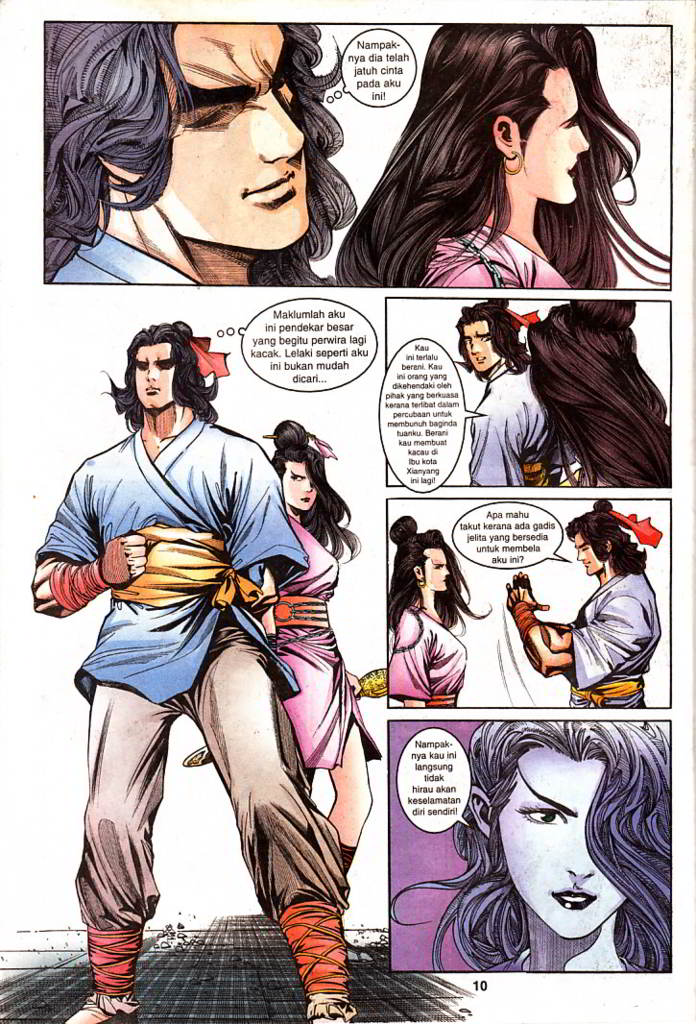 Nampak-
nya dia telah
jatuh cinta
pada aku
ini!
Maklumlah aku
ini pendekar besar
yang begitu perwira lagi
kacak. Lelaki seperti aku
ini bukan mudah
dicari...
Kau
ini terlalu
berani. Kau
ini orang yang
dikehendaki oleh
pihak yang berkuasa
kerana terlibat dalam
percubaan untuk
membunuh baginda
tuanku. Berani
kau membuat
kacau di
Ibu kota
Xianyang
ini lagi!
Apa mahu
takut kerana ada gadis
jelita yang bersedia
untuk membela
aku ini?
Nampak-
nya kau ini
langsung
tidak
hirau akan
keselamatan
diri sendiri!
10